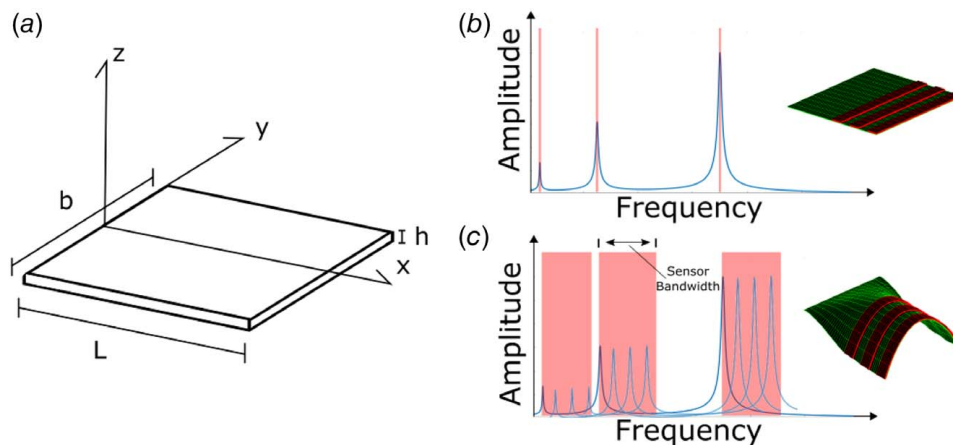 (a)
z
y
b
h
x
L
(b)
Amplitude
Frequency
(c)
Sensor
Bandwidth
Amplitude
Frequency